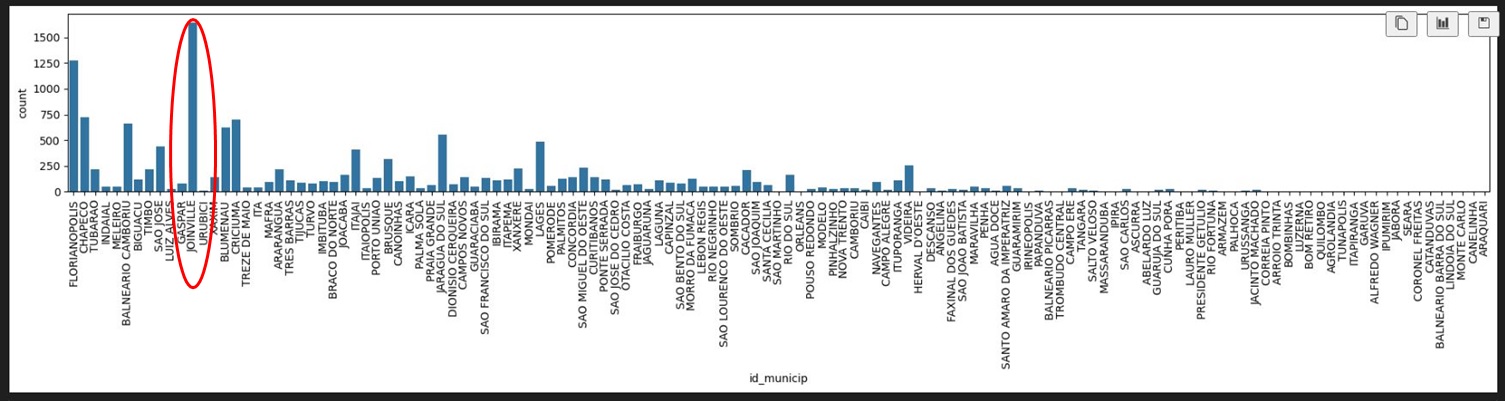 1500
1250
1000
750
500
250
0
count
FLORIANOPOLIS
CHAPECO
TUBARAO
INDAIAL
MELEIRO
BALNEARIO CAMBORIU
BIGUACU
TIMBO
SAO JOSE
LUIZ ALVES
GASPAR
JOINVILLE
URUBICI
XAXIM
BLUMENAU
CRICIUMA
TREZE DE MAIO
ITA
MAFRA
ARARANGUA
TRES BARRAS
TIJUCAS
TURVO
IMBITUBA
BRACO DO NORTE
JOACABA
ITAJAI
ITAIOPOLIS
PORTO UNIAO
BRUSQUE
CANOINHAS
ICARA
PALMA SOLA
PRAIA GRANDE
JARAGUA DO SUL
DIONISIO CERQUEIRA
CAMPOS NOVOS
GUARACIABA
SAO FRANCISCO DO SUL
IBIRAMA
ITAPEMA
XANXERE
MONDAI
LAGES
POMERODE
PALMITOS
CONCORDIA
SAO MIGUEL DO OESTE
CURITIBANOS
PONTE SERRADA
SAO JOSE DO CEDRO
OTACILIO COSTA
FRAIBURGO
JAGUARUNA
LAGUNA
CAPINZAL
SAO BENTO DO SUL
MORRO DA FUMACA
LEBON REGIS
RIO NEGRINHO
SAO LOURENCO DO OESTE
SOMBRIO
CACADOR
SAO JOAQUIM
SANTA CECILIA
SAO MARTINHO
RIO DO SUL
ORLEANS
POUSO REDONDO
MODELO
PINHALZINHO
NOVA TRENTO
CAMBORIU
CAIBI
NAVEGANTES
CAMPO ALEGRE
ITUPORANGA
VIDEIRA
HERVAL D'OESTE
DESCANSO
ANGELINA
FAXINAL DOS GUEDES
SAO JOAO BATISTA
MARAVILHA
PENHA
AGUA DOCE
SANTO AMARO DA IMPERATRIZ
GUARAMIRIM
IRINEOPOLIS
PAPANDUVA
BALNEARIO PICARRAS
TROMBUDO CENTRAL
CAMPO ERE
TANGARA
SALTO VELOSO
MASSARANDUBA
IPIRA
SAO CARLOS
ASCURRA
ABELARDO LUZ
GUARUJA DO SUL
CUNHA PORA
PERITIBA
LAURO MULLER
PRESIDENTE GETULIO
RIO FORTUNA
ARMAZEM
PALHOCA
URUSSANGA
JACINTO MACHADO
CORREIA PINTO
ARROIO TRINTA
BOMBINHAS
LUZERNA
BOM RETIRO
QUILOMBO
AGROLANDIA
TUNAPOLIS
ITAPIRANGA
GARUVA
ALFREDO WAGNER
IPUMIRIM
JABORA
SEARA
CORONEL FREITAS
CATANDUVAS
BALNEARIO BARRA DO SUL
LINDOIA DO SUL
MONTE CARLO
CANELINHA
ARAQUARI
id_municip